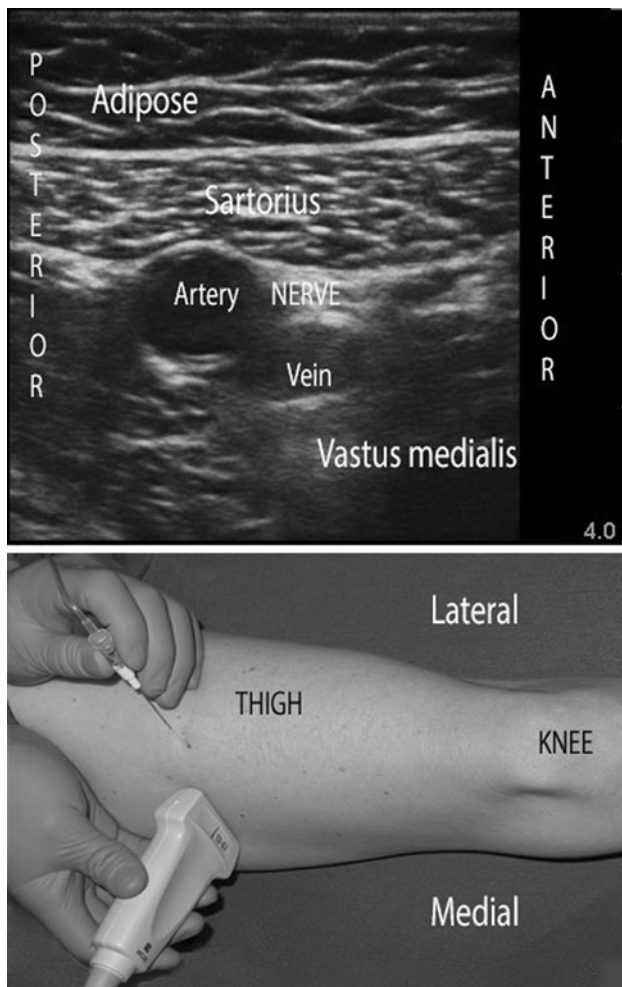 POSTERIOR
Adipose
ANTERIOR
Sartorius
Artery
NERVE
Vein
Vastus medialis
4.0
Lateral
THIGH
KNEE
Medial